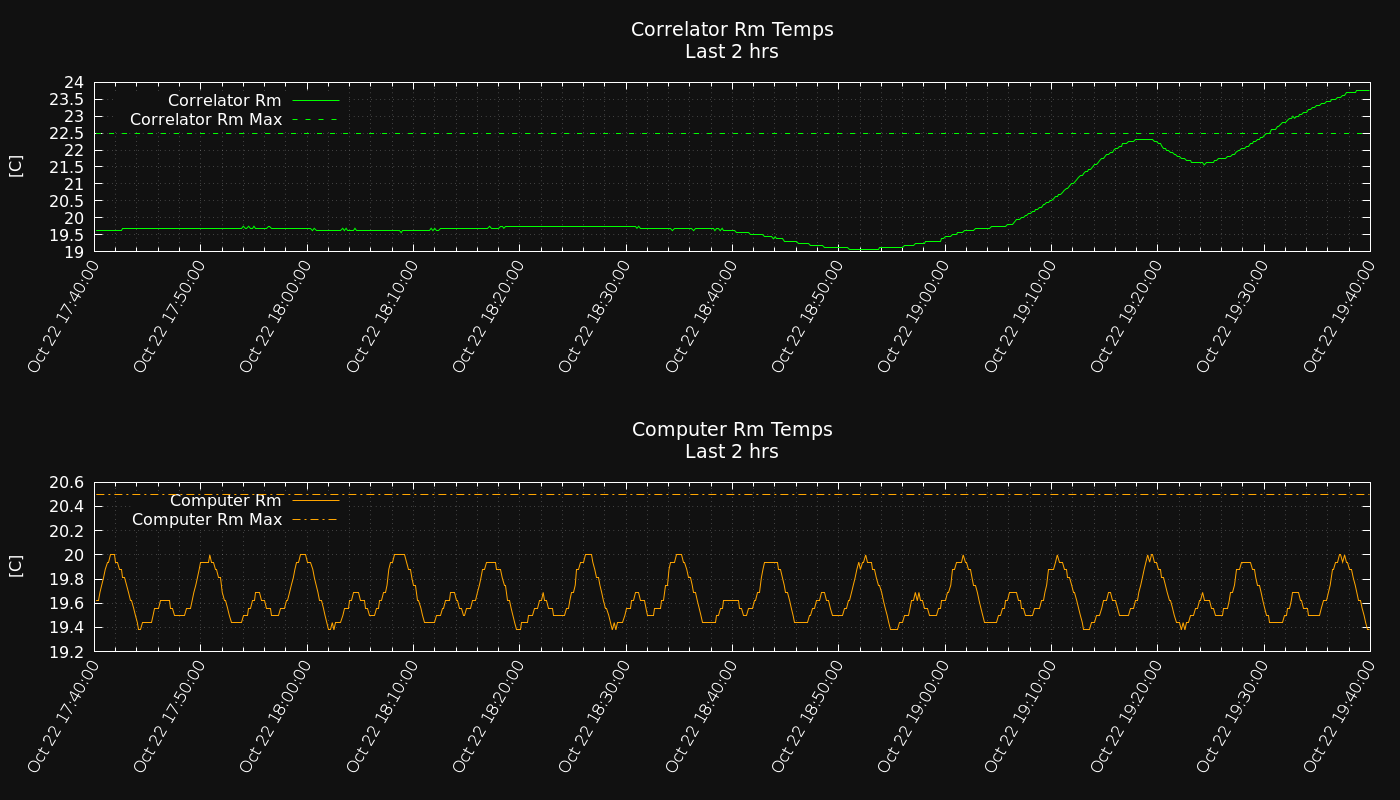 Correlator Rm Temps
Last 2 hrs
[C]
24
23.5
23
22.5
22
21.5
21
20.5
20
19.5
19
Correlator Rm
Correlator Rm Max
Oct 22 17:40:00
Oct 22 17:50:00
Oct 22 18:00:00
Oct 22 18:10:00
Oct 22 18:20:00
Oct 22 18:30:00
Oct 22 18:40:00
Oct 22 18:50:00
Oct 22 19:00:00
Oct 22 19:10:00
Oct 22 19:20:00
Oct 22 19:30:00
Oct 22 19:40:00
Computer Rm Temps
Last 2 hrs
[C]
20.6
20.4
20.2
20
19.8
19.6
19.4
19.2
Computer Rm
Computer Rm Max
Oct 22 17:40:00
Oct 22 17:50:00
Oct 22 18:00:00
Oct 22 18:10:00
Oct 22 18:20:00
Oct 22 18:30:00
Oct 22 18:40:00
Oct 22 18:50:00
Oct 22 19:00:00
Oct 22 19:10:00
Oct 22 19:20:00
Oct 22 19:30:00
Oct 22 19:40:00